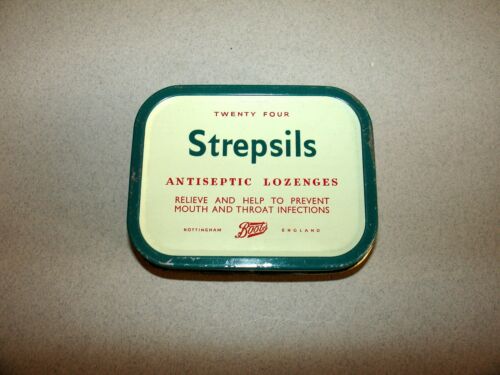 TWENTY FOUR
Strepsils
ANTISEPTIC LOZENGES
RELIEVE AND HELP TO PREVENT
MOUTH AND THROAT INFECTIONS
NOTTINGHAM Boots ENGLAND